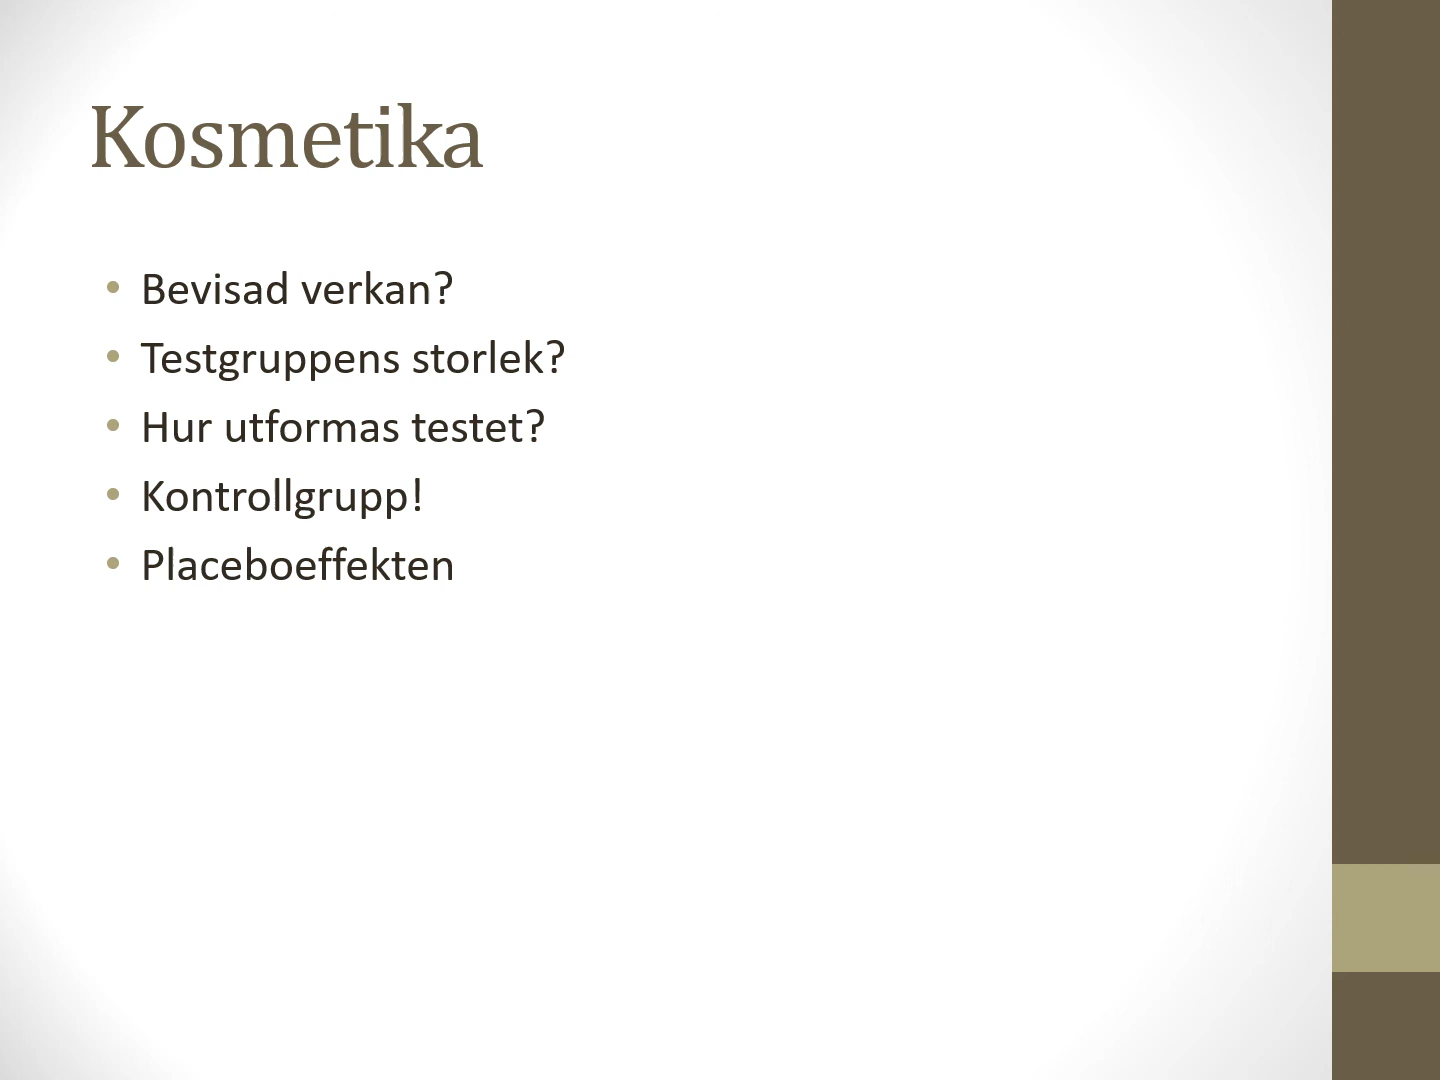 Kosmetika
• Bevisad verkan?
• Testgruppens storlek?
• Hur utformas testet?
• Kontrollgrupp!
• Placeboeffekten